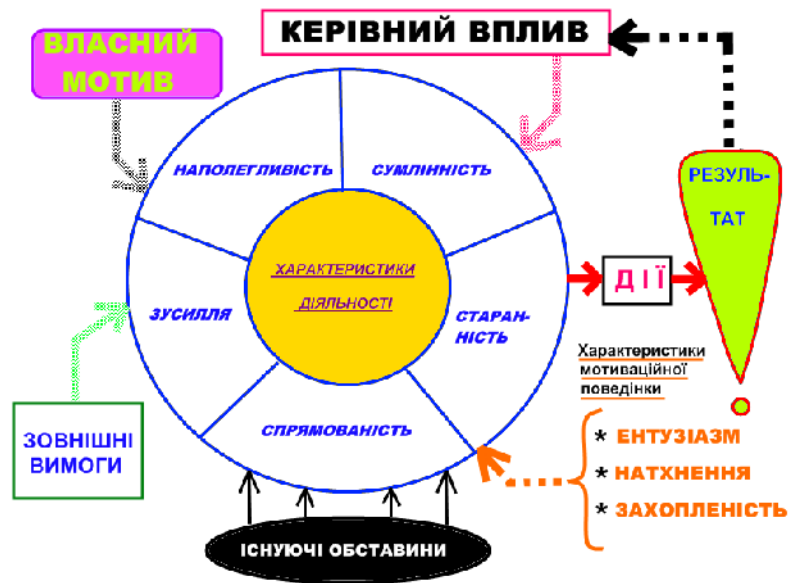 ВЛАСНИЙ
МОТИВ
КЕРІВНИЙ ВПЛИВ
НАПОЛЕГЛИВІСТЬ
СУМЛІННІСТЬ
РЕЗУЛЬ-
ТАТ
ХАРАКТЕРИСТИКИ
ДІЯЛЬНОСТІ
ДІЇ
ЗУСИЛЛЯ
СТАРАН-
НІСТЬ
Характеристики
мотиваційної
поведінки
СПРЯМОВАНІСТЬ
ЗОВНІШНІ
ВИМОГИ
* ЕНТУЗІАЗМ
* НАТХНЕННЯ
* ЗАХОПЛЕНІСТЬ
ІСНУЮЧІ ОБСТАВИНИ